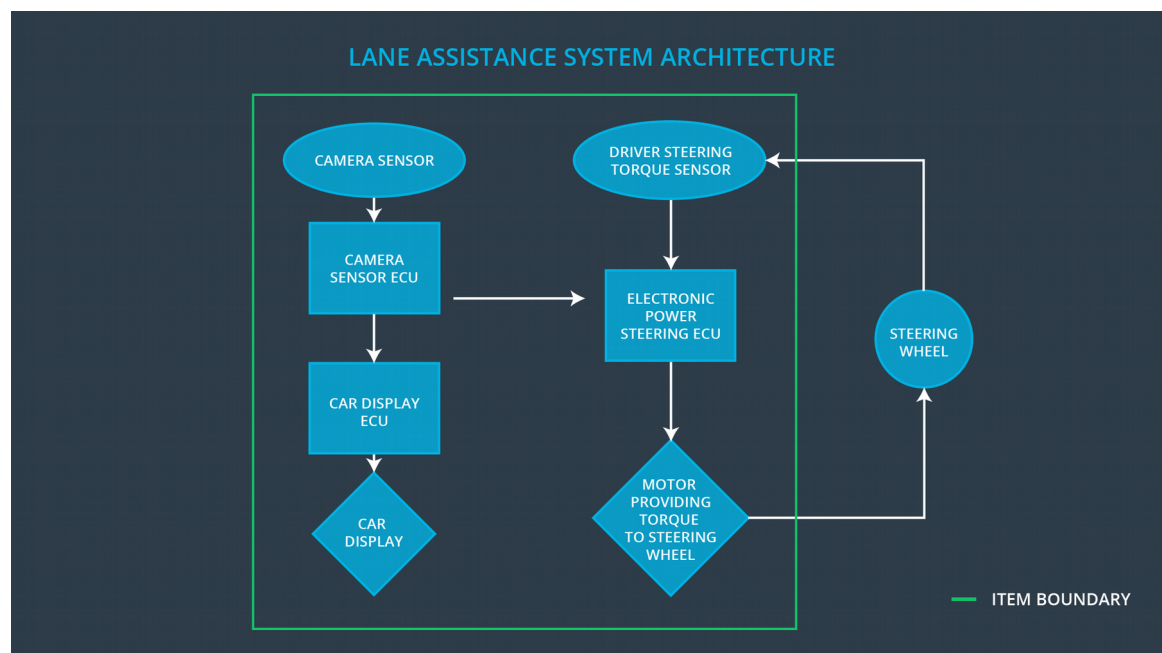 LANE ASSISTANCE SYSTEM ARCHITECTURE
CAMERA SENSOR
CAMERA
SENSOR ECU
CAR DISPLAY
ECU
CAR
DISPLAY
DRIVER STEERING
TORQUE SENSOR
ELECTRONIC
POWER
STEERING ECU
MOTOR
PROVIDING
TORQUE
TO STEERING
WHEEL
STEERING
WHEEL
ITEM BOUNDARY